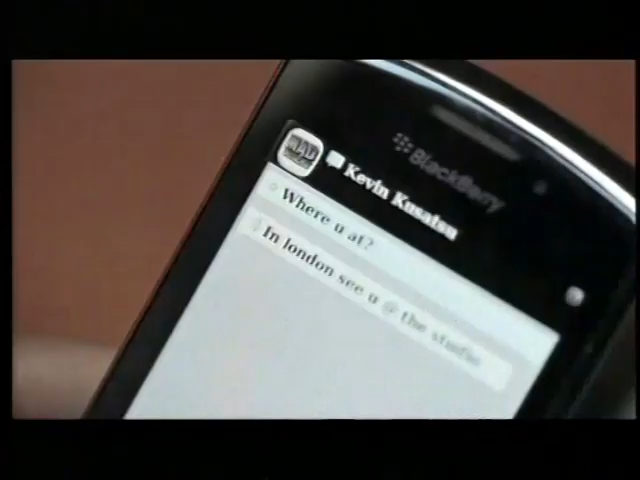 BlackBerry
Kevin Kusatsu
Where u at?
In london see u @ the studio